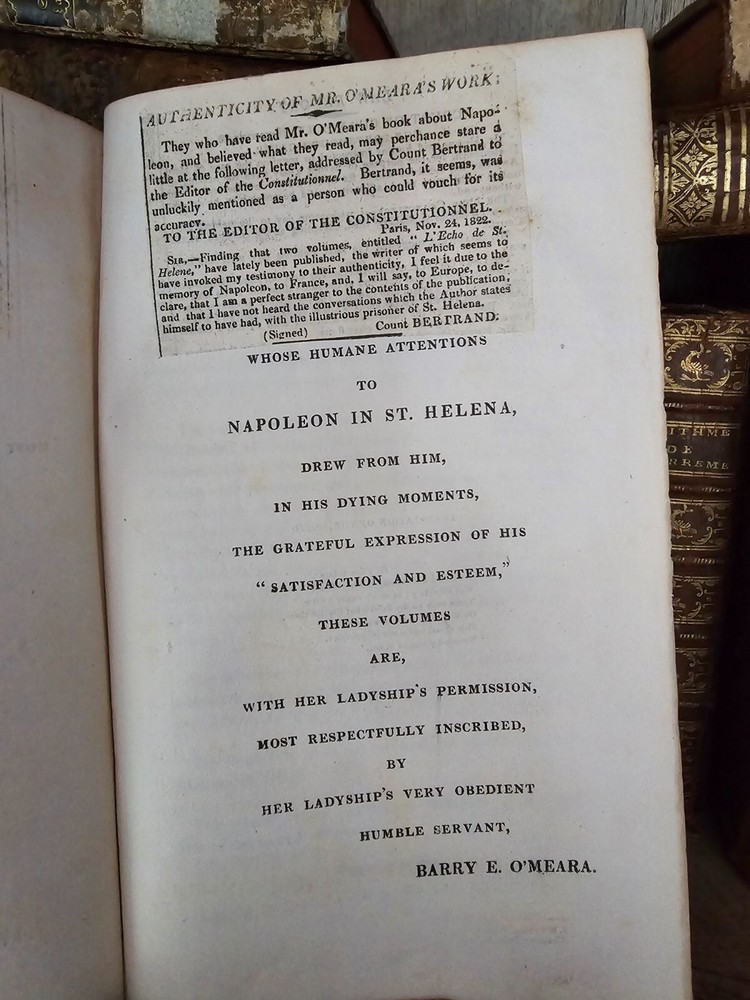 AUTHENTICITY OF MR. O'MEARA'S WORK:
They who have read Mr. O'Meara's book about Napo-
leon, and believed what they read, may perchance stare a
little at the following letter, addressed by Count Bertrand to
the Editor of the Constitutionnel. Bertrand, it seems, was
unluckily mentioned as a person who could vouch for its
accuracy.
TO THE EDITOR OF THE CONSTITUTIONNEL.
Paris, Nov. 24, 1822.
SIR,—Finding that two volumes, entitled "L'Echo de St.
Helene," have lately been published, the writer of which seems to
have invoked my testimony to their authenticity, I feel it due to the
memory of Napoleon, to France, and, I will say, to Europe, to de-
clare, that I am a perfect stranger to the contents of the publication,
and that I have not heard the conversations which the Author states
himself to have had, with the illustrious prisoner of St. Helena.
(Signed) Count BERTRAND.
WHOSE HUMANE ATTENTIONS
TO
NAPOLEON IN ST. HELENA,
DREW FROM HIM,
IN HIS DYING MOMENTS,
THE GRATEFUL EXPRESSION OF HIS
"SATISFACTION AND ESTEEM,"
THESE VOLUMES
ARE,
WITH HER LADYSHIP'S PERMISSION,
MOST RESPECTFULLY INSCRIBED,
BY
HER LADYSHIP'S VERY OBEDIENT
HUMBLE SERVANT,
BARRY E. O'MEARA.
DE